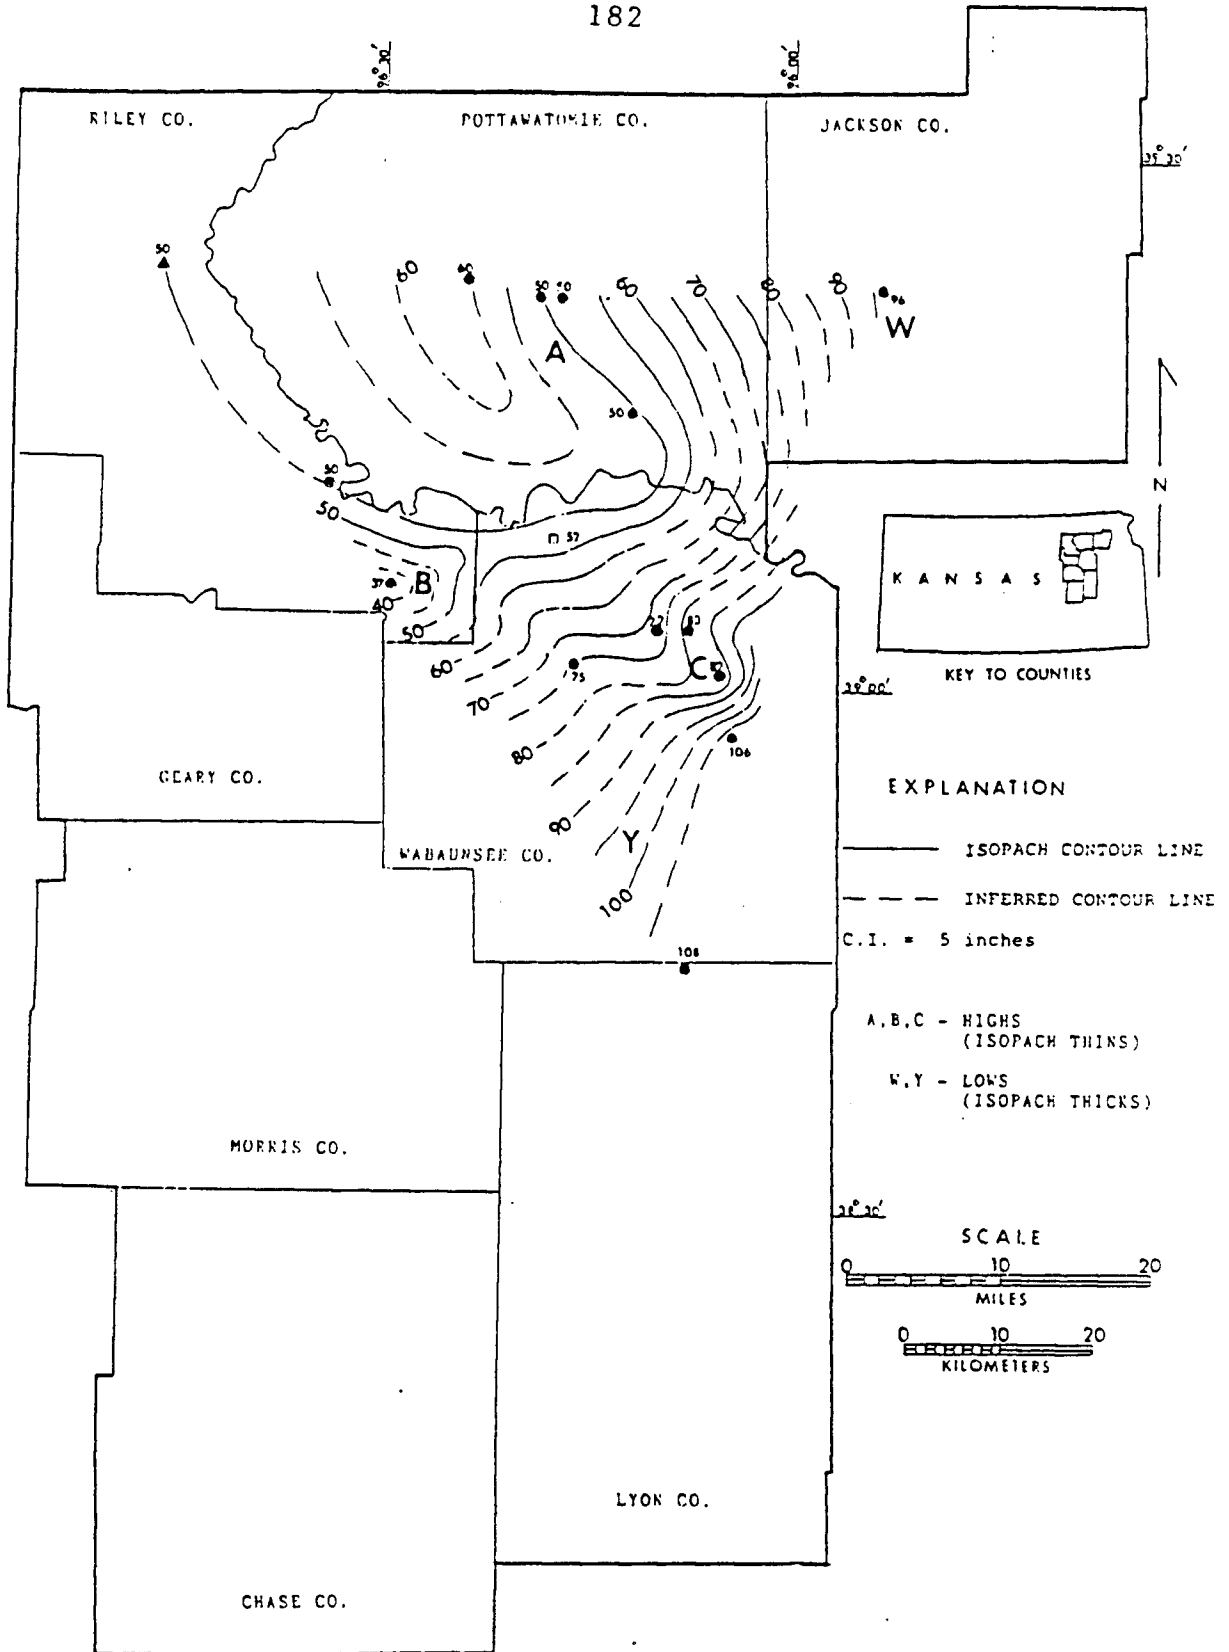 182
96° 30'
96° 00'
RILEY CO.
POTTAWATOMIE CO.
JACKSON CO.
39° 30'
50
60
60
50
60
70
80
90
96
W
A
50
50
50
N
52
37
B
40
50
KANSAS
60
83
C
75
70
KEY TO COUNTIES
39° 00'
80
106
GEARY CO.
EXPLANATION
90
Y
WABAUNSEE CO.
ISOPACH CONTOUR LINE
100
INFERRED CONTOUR LINE
C.I. = 5 inches
108
A,B,C - HIGHS
(ISOPACH THINS)
W,Y - LOWS
(ISOPACH THICKS)
MORRIS CO.
38° 30'
SCALE
0 10 20
MILES
0 10 20
KILOMETERS
LYON CO.
CHASE CO.